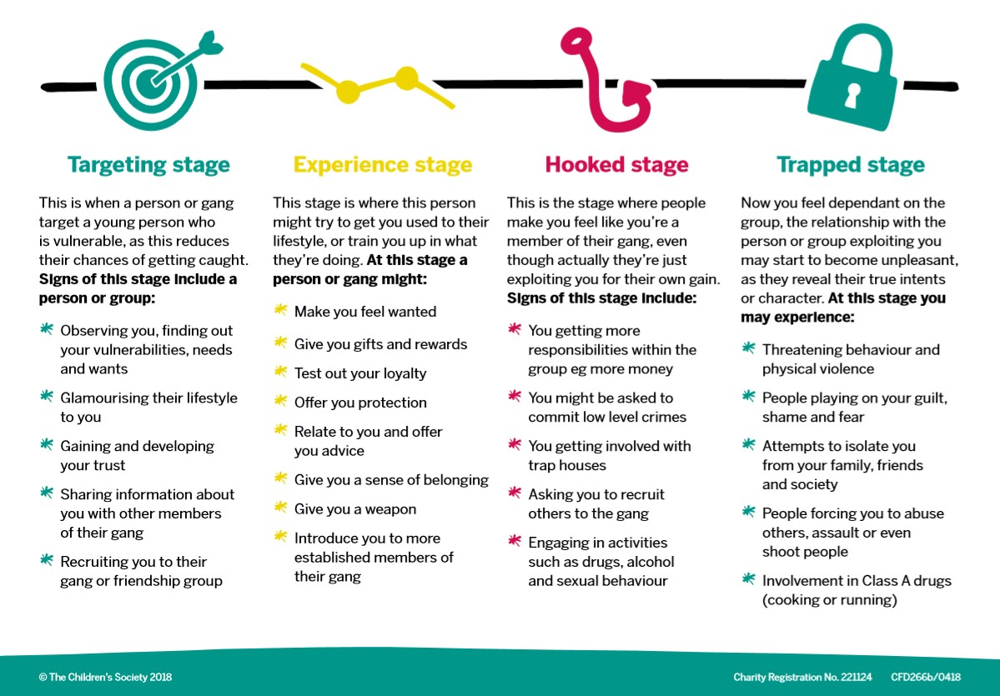 Targeting stage
This is when a person or gang
target a young person who
is vulnerable, as this reduces
their chances of getting caught.
Signs of this stage include a
person or group:
Observing you, finding out
your vulnerabilities, needs
and wants
Glamourising their lifestyle
to you
Gaining and developing
your trust
Sharing information about
you with other members
of their gang
Recruiting you to their
gang or friendship group
Experience stage
This stage is where this person
might try to get you used to their
lifestyle, or train you up in what
they're doing. At this stage a
person or gang might:
Make you feel wanted
Give you gifts and rewards
Test out your loyalty
Offer you protection
Relate to you and offer
you advice
Give you a sense of belonging
Give you a weapon
Introduce you to more
established members of
their gang
Hooked stage
This is the stage where people
make you feel like you're a
member of their gang, even
though actually they're just
exploiting you for their own gain.
Signs of this stage include:
You getting more
responsibilities within the
group eg more money
You might be asked to
commit low level crimes
You getting involved with
trap houses
Asking you to recruit
others to the gang
Engaging in activities
such as drugs, alcohol
and sexual behaviour
Trapped stage
Now you feel dependant on the
group, the relationship with the
person or group exploiting you
may start to become unpleasant,
as they reveal their true intents
or character. At this stage you
may experience:
Threatening behaviour and
physical violence
People playing on your guilt,
shame and fear
Attempts to isolate you
from your family, friends
and society
People forcing you to abuse
others, assault or even
shoot people
Involvement in Class A drugs
(cooking or running)
© The Children's Society 2018
Charity Registration No. 221124 CFD266b/0418